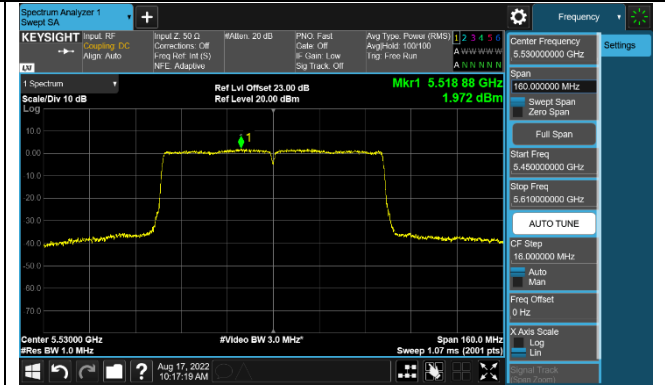 Spectrum Analyzer 1
Swept SA
+
Frequency
KEYSIGHT
Input: RF
Coupling: DC
Align: Auto
Input Z: 50 Ω
Corrections: Off
Freq Ref: Int (S)
NFE: Adaptive
#Atten: 20 dB
PNO: Fast
Gate: Off
IF Gain: Low
Sig Track: Off
Avg Type: Power (RMS)
Avg|Hold: 100/100
Trig: Free Run
1 2 3 4 5 6
A W W W W W
A N N N N N
LXI
1 Spectrum
Scale/Div 10 dB
Log
Ref Lvl Offset 23.00 dB
Ref Level 20.00 dBm
Mkr1 5.518 88 GHz
1.972 dBm
1
10.0
0.00
-10.0
-20.0
-30.0
-40.0
-50.0
-60.0
-70.0
Center 5.53000 GHz
#Res BW 1.0 MHz
#Video BW 3.0 MHz*
Span 160.0 MHz
Sweep 1.07 ms (2001 pts)
Center Frequency
5.530000000 GHz
Settings
Span
160.000000 MHz
Swept Span
Zero Span
Full Span
Start Freq
5.450000000 GHz
Stop Freq
5.610000000 GHz
AUTO TUNE
CF Step
16.000000 MHz
Auto
Man
Freq Offset
0 Hz
X Axis Scale
Log
Lin
Signal Track
(Span Zoom)
?
Aug 17, 2022
10:17:19 AM